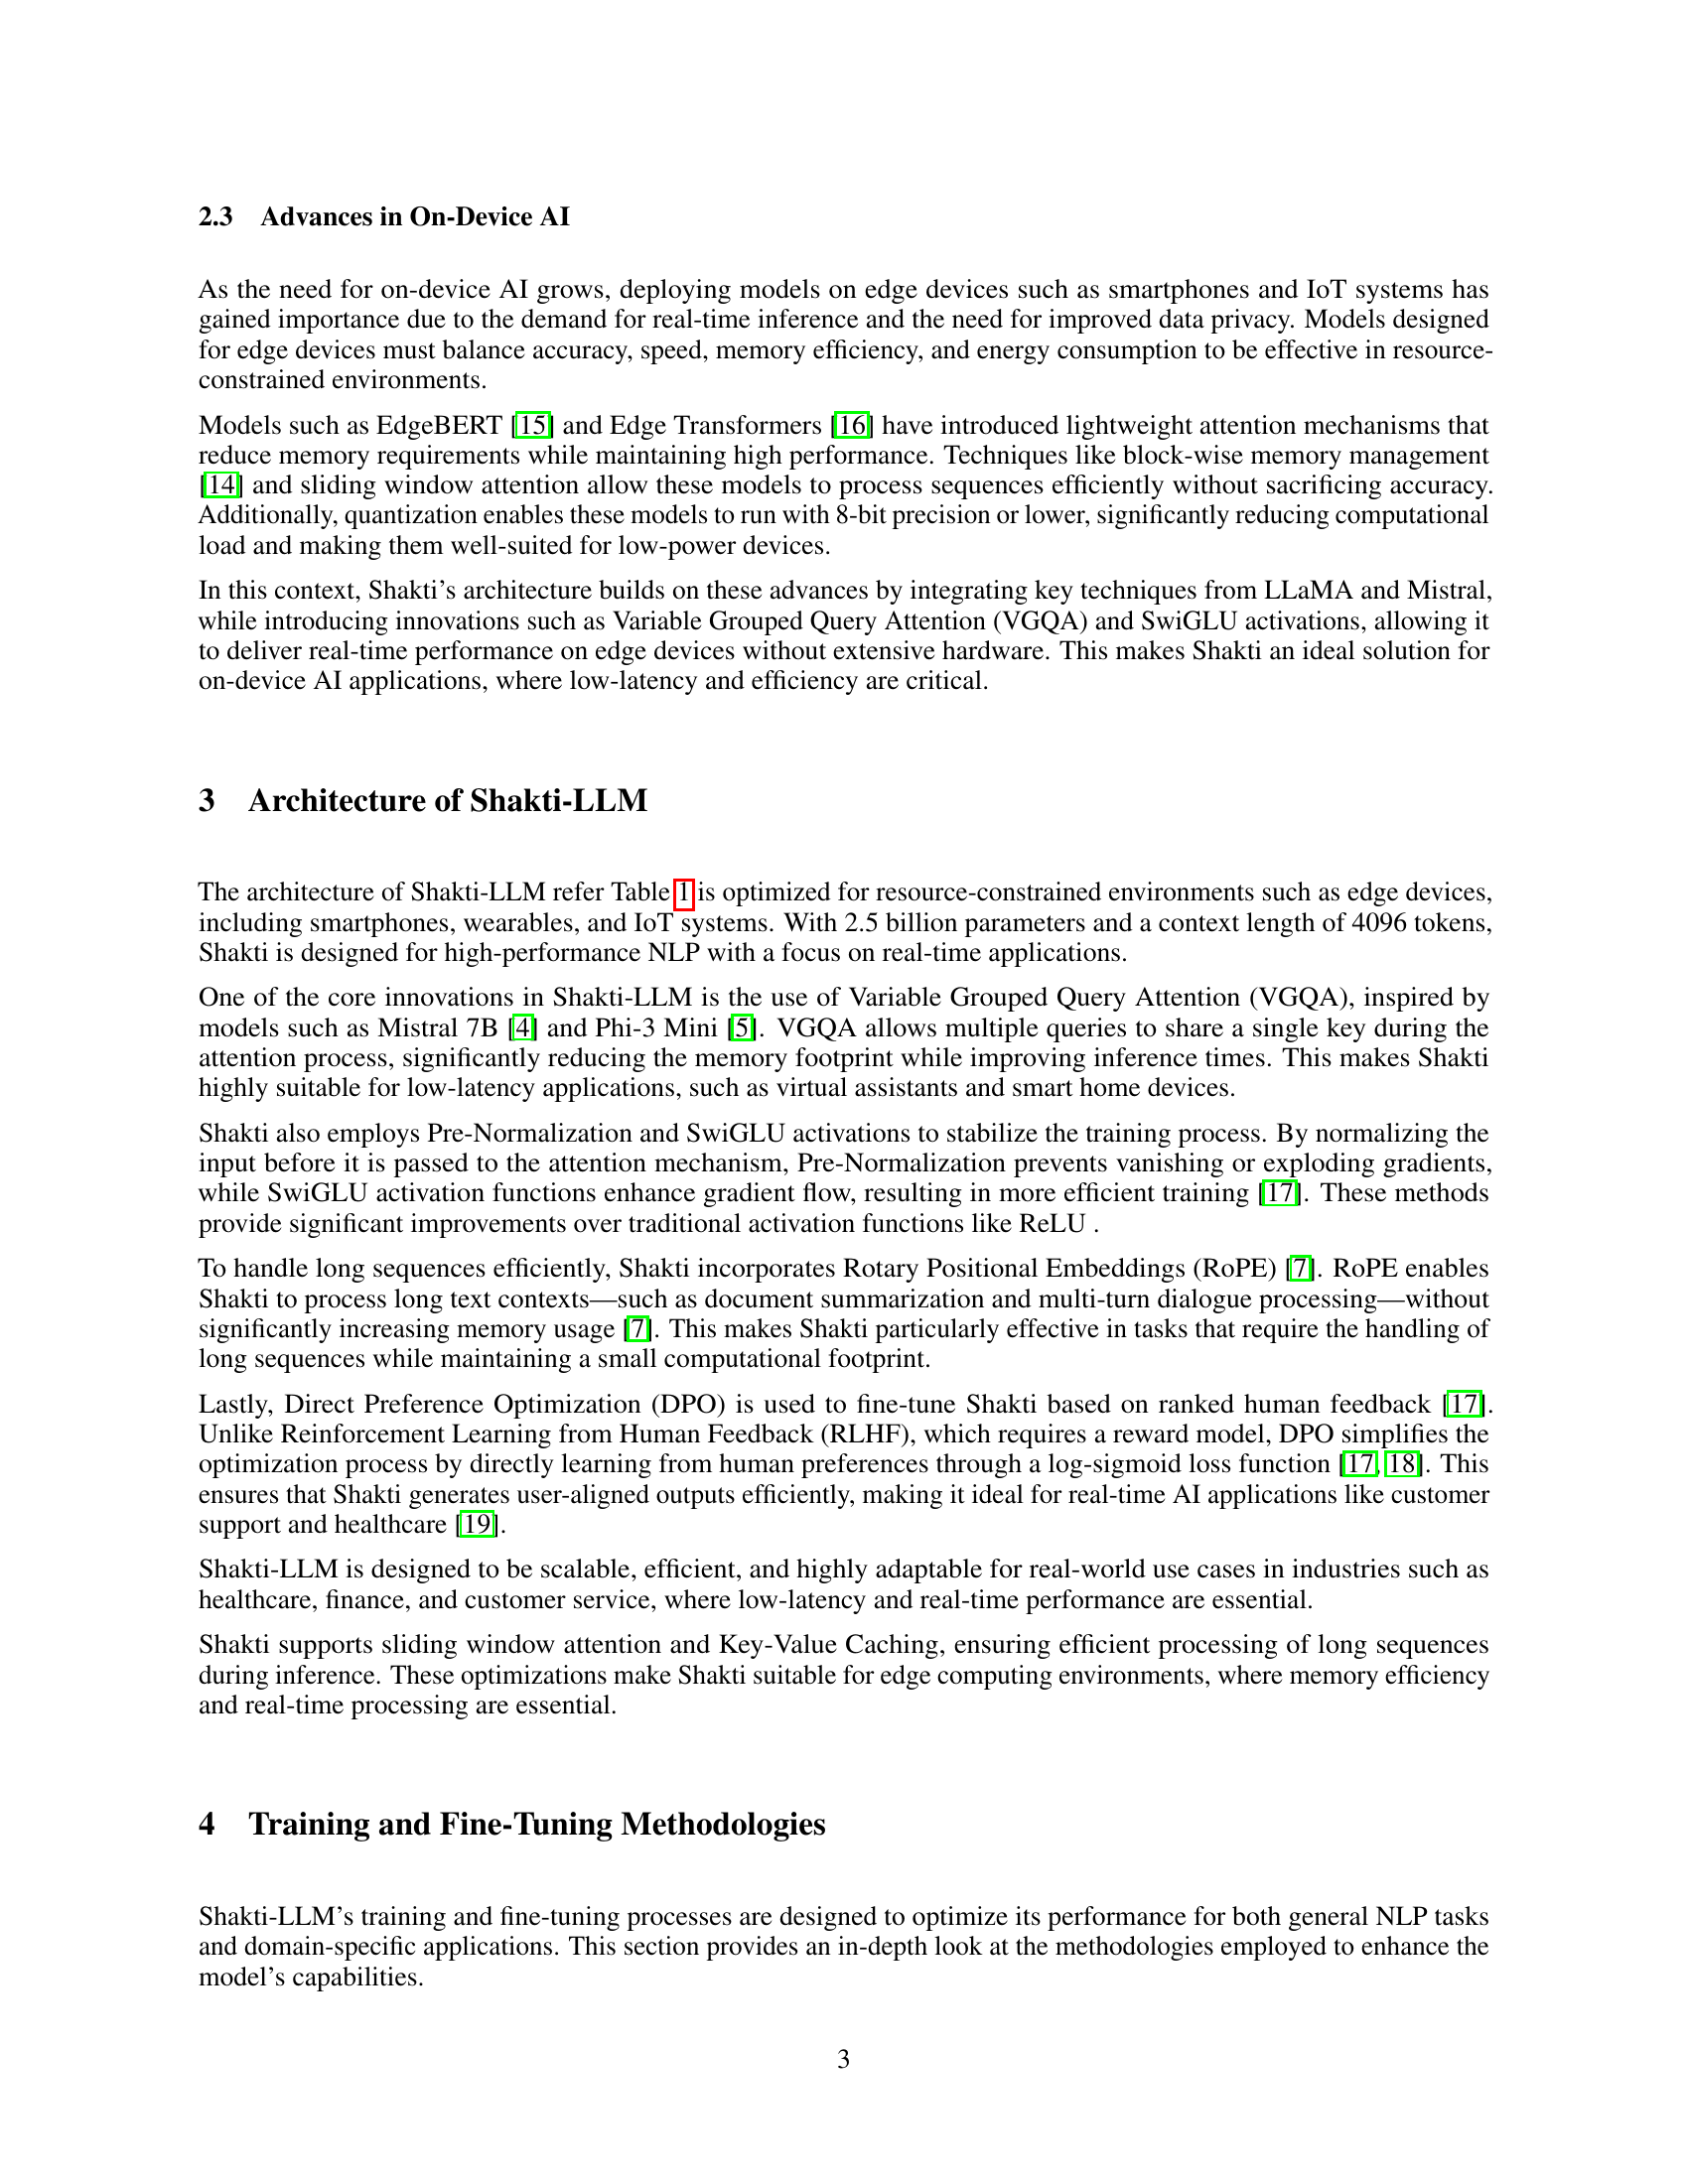 2.3 Advances in On-Device AI
As the need for on-device AI grows, deploying models on edge devices such as smartphones and IoT systems has
gained importance due to the demand for real-time inference and the need for improved data privacy. Models designed
for edge devices must balance accuracy, speed, memory efficiency, and energy consumption to be effective in resource-
constrained environments.
Models such as EdgeBERT [15] and Edge Transformers [16] have introduced lightweight attention mechanisms that
reduce memory requirements while maintaining high performance. Techniques like block-wise memory management
[14] and sliding window attention allow these models to process sequences efficiently without sacrificing accuracy.
Additionally, quantization enables these models to run with 8-bit precision or lower, significantly reducing computational
load and making them well-suited for low-power devices.
In this context, Shakti's architecture builds on these advances by integrating key techniques from LLaMA and Mistral,
while introducing innovations such as Variable Grouped Query Attention (VGQA) and SwiGLU activations, allowing it
to deliver real-time performance on edge devices without extensive hardware. This makes Shakti an ideal solution for
on-device AI applications, where low-latency and efficiency are critical.
3 Architecture of Shakti-LLM
The architecture of Shakti-LLM refer Table 1 is optimized for resource-constrained environments such as edge devices,
including smartphones, wearables, and IoT systems. With 2.5 billion parameters and a context length of 4096 tokens,
Shakti is designed for high-performance NLP with a focus on real-time applications.
One of the core innovations in Shakti-LLM is the use of Variable Grouped Query Attention (VGQA), inspired by
models such as Mistral 7B [4] and Phi-3 Mini [5]. VGQA allows multiple queries to share a single key during the
attention process, significantly reducing the memory footprint while improving inference times. This makes Shakti
highly suitable for low-latency applications, such as virtual assistants and smart home devices.
Shakti also employs Pre-Normalization and SwiGLU activations to stabilize the training process. By normalizing the
input before it is passed to the attention mechanism, Pre-Normalization prevents vanishing or exploding gradients,
while SwiGLU activation functions enhance gradient flow, resulting in more efficient training [17]. These methods
provide significant improvements over traditional activation functions like ReLU .
To handle long sequences efficiently, Shakti incorporates Rotary Positional Embeddings (RoPE) [7]. RoPE enables
Shakti to process long text contexts—such as document summarization and multi-turn dialogue processing—without
significantly increasing memory usage [7]. This makes Shakti particularly effective in tasks that require the handling of
long sequences while maintaining a small computational footprint.
Lastly, Direct Preference Optimization (DPO) is used to fine-tune Shakti based on ranked human feedback [17].
Unlike Reinforcement Learning from Human Feedback (RLHF), which requires a reward model, DPO simplifies the
optimization process by directly learning from human preferences through a log-sigmoid loss function [17, 18]. This
ensures that Shakti generates user-aligned outputs efficiently, making it ideal for real-time AI applications like customer
support and healthcare [19].
Shakti-LLM is designed to be scalable, efficient, and highly adaptable for real-world use cases in industries such as
healthcare, finance, and customer service, where low-latency and real-time performance are essential.
Shakti supports sliding window attention and Key-Value Caching, ensuring efficient processing of long sequences
during inference. These optimizations make Shakti suitable for edge computing environments, where memory efficiency
and real-time processing are essential.
4 Training and Fine-Tuning Methodologies
Shakti-LLM's training and fine-tuning processes are designed to optimize its performance for both general NLP tasks
and domain-specific applications. This section provides an in-depth look at the methodologies employed to enhance the
model's capabilities.
3